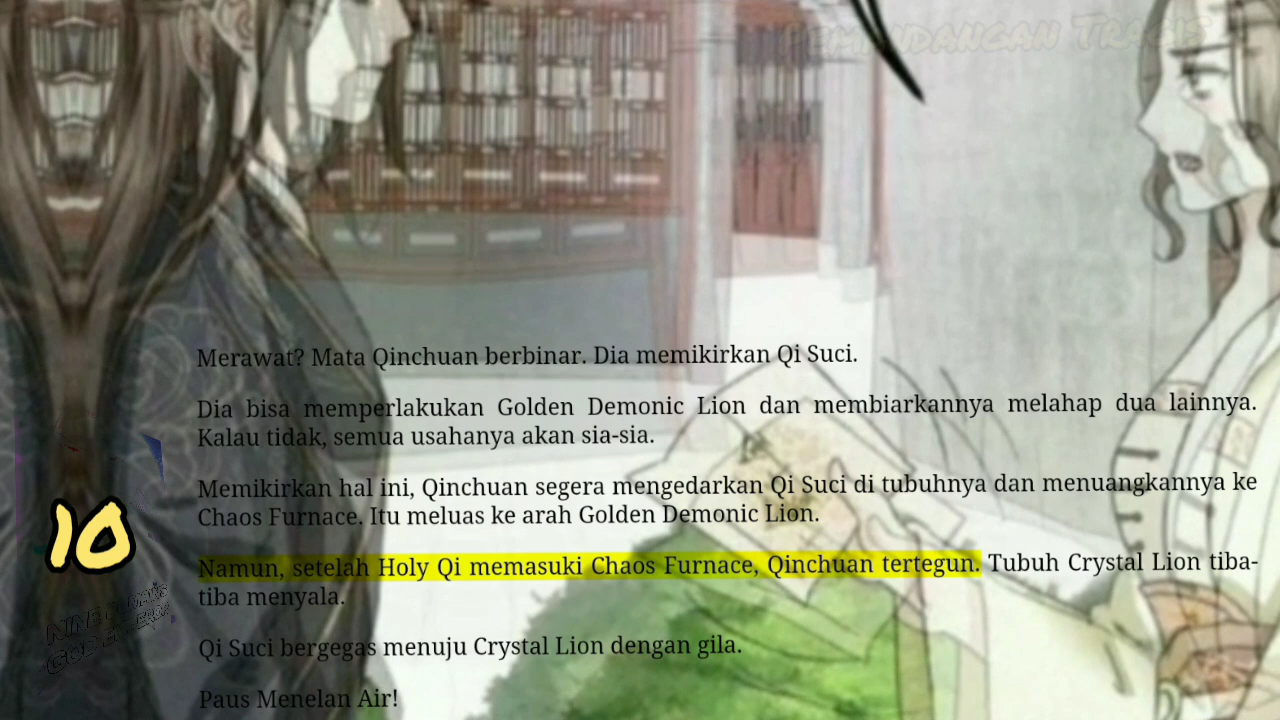 Pemandangan Tragis
Merawat? Mata Qinchuan berbinar. Dia memikirkan Qi Suci.
Dia bisa memperlakukan Golden Demonic Lion dan membiarkannya melahap dua lainnya.
Kalau tidak, semua usahanya akan sia-sia.
Memikirkan hal ini, Qinchuan segera mengedarkan Qi Suci di tubuhnya dan menuangkannya ke
Chaos Furnace. Itu meluas ke arah Golden Demonic Lion.
Namun, setelah Holy Qi memasuki Chaos Furnace, Qinchuan tertegun. Tubuh Crystal Lion tiba-
tiba menyala.
10
Qi Suci bergegas menuju Crystal Lion dengan gila.
Paus Menelan Air!